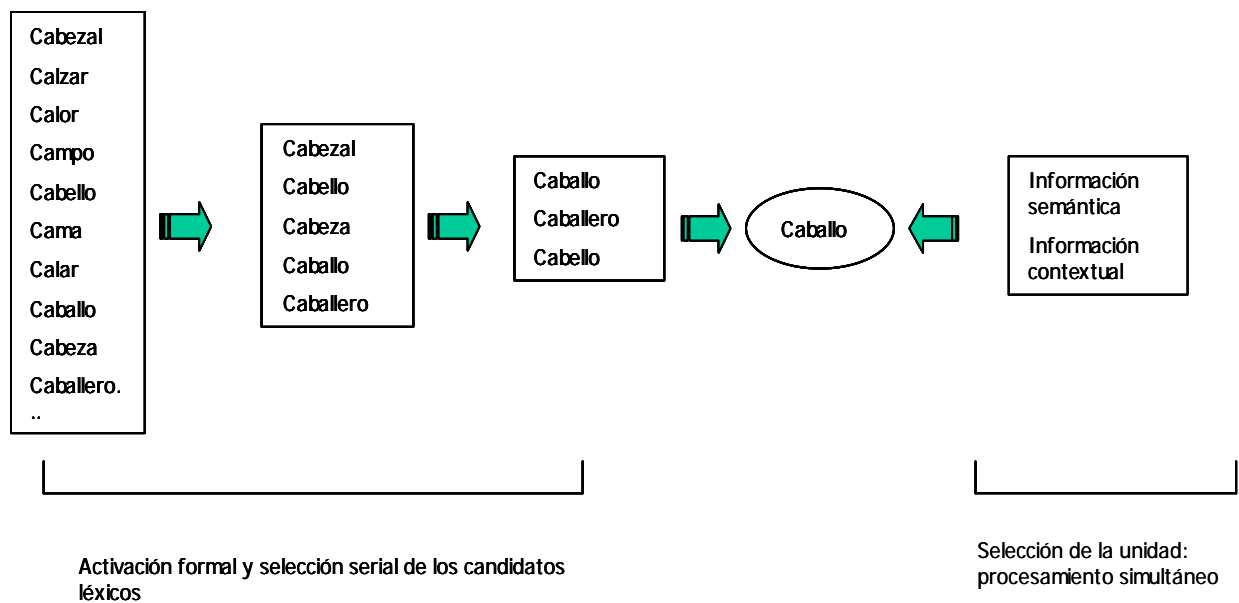 Cabezal
Calzar
Calor
Campo
Cabello
Cama
Calar
Caballo
Cabeza
Caballero.
..
Cabezal
Cabello
Cabeza
Caballo
Caballero
Caballo
Caballero
Cabello
Caballo
Información
semántica
Información
contextual
Activación formal y selección serial de los candidatos
léxicos
Selección de la unidad:
procesamiento simultáneo